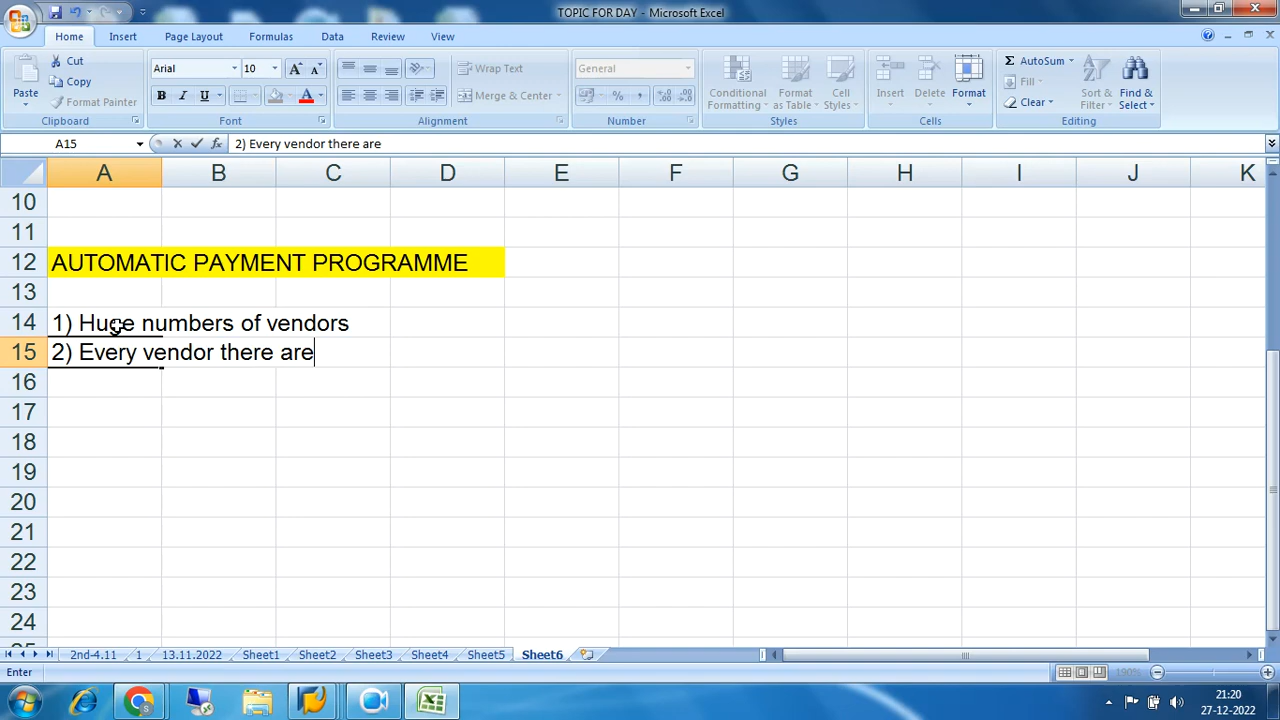 TOPIC FOR DAY - Microsoft Excel
Home Insert Page Layout Formulas Data Review View
Paste
Cut
Copy
Format Painter
Clipboard
Arial 10
B I U
Font
Wrap Text
Merge & Center
Alignment
General
Number
Conditional Formatting
Format as Table
Cell Styles
Styles
Insert Delete Format
Cells
AutoSum
Fill
Clear
Sort & Filter
Find & Select
Editing
A15 fx 2) Every vendor there are
A B C D E F G H I J K
10
11
12 AUTOMATIC PAYMENT PROGRAMME
13
14 1) Huge numbers of vendors
15 2) Every vendor there are
16
17
18
19
20
21
22
23
24
25
2nd-4.11 1 13.11.2022 Sheet1 Sheet2 Sheet3 Sheet4 Sheet5 Sheet6
Enter 190%
21:20
27-12-2022